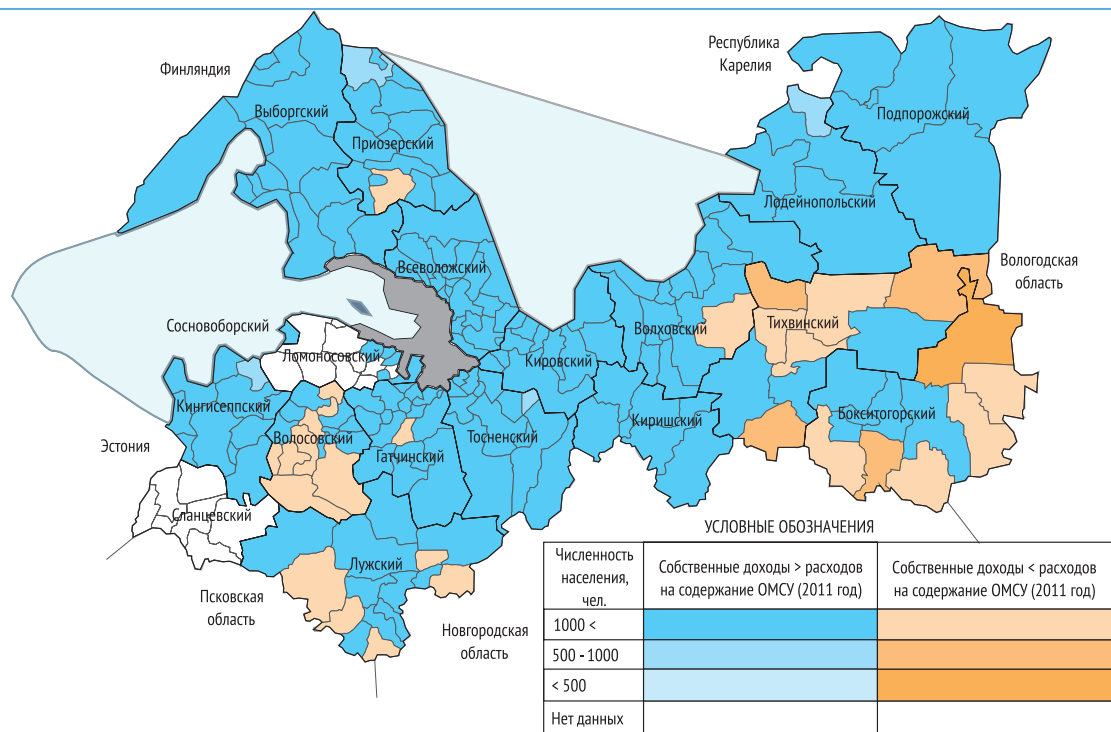 Финляндия
Республика
Карелия
Выборгский
Подпорожский
Приозерский
Лодейнопольский
Всеволожский
Вологодская
область
Сосновоборский
Волховский
Тихвинский
Ломоносовский
Кировский
Кингисеппский
Бокситогорский
Киришский
Эстония
Волосовский
Гатчинский
Тосненский
Сланцевский
Лужский
Псковская
область
Новгородская
область
УСЛОВНЫЕ ОБОЗНАЧЕНИЯ
Численность
населения,
чел.
Собственные доходы > расходов
на содержание ОМСУ (2011 год)
Собственные доходы < расходов
на содержание ОМСУ (2011 год)
1000 <
500 - 1000
< 500
Нет данных